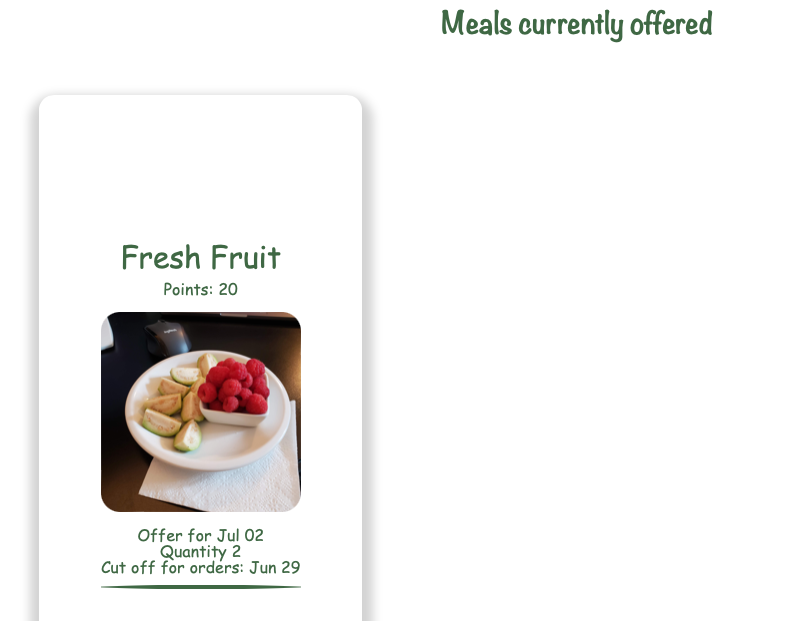 Meals currently offered
Fresh Fruit
Points: 20
Offer for Jul 02
Quantity 2
Cut off for orders: Jun 29